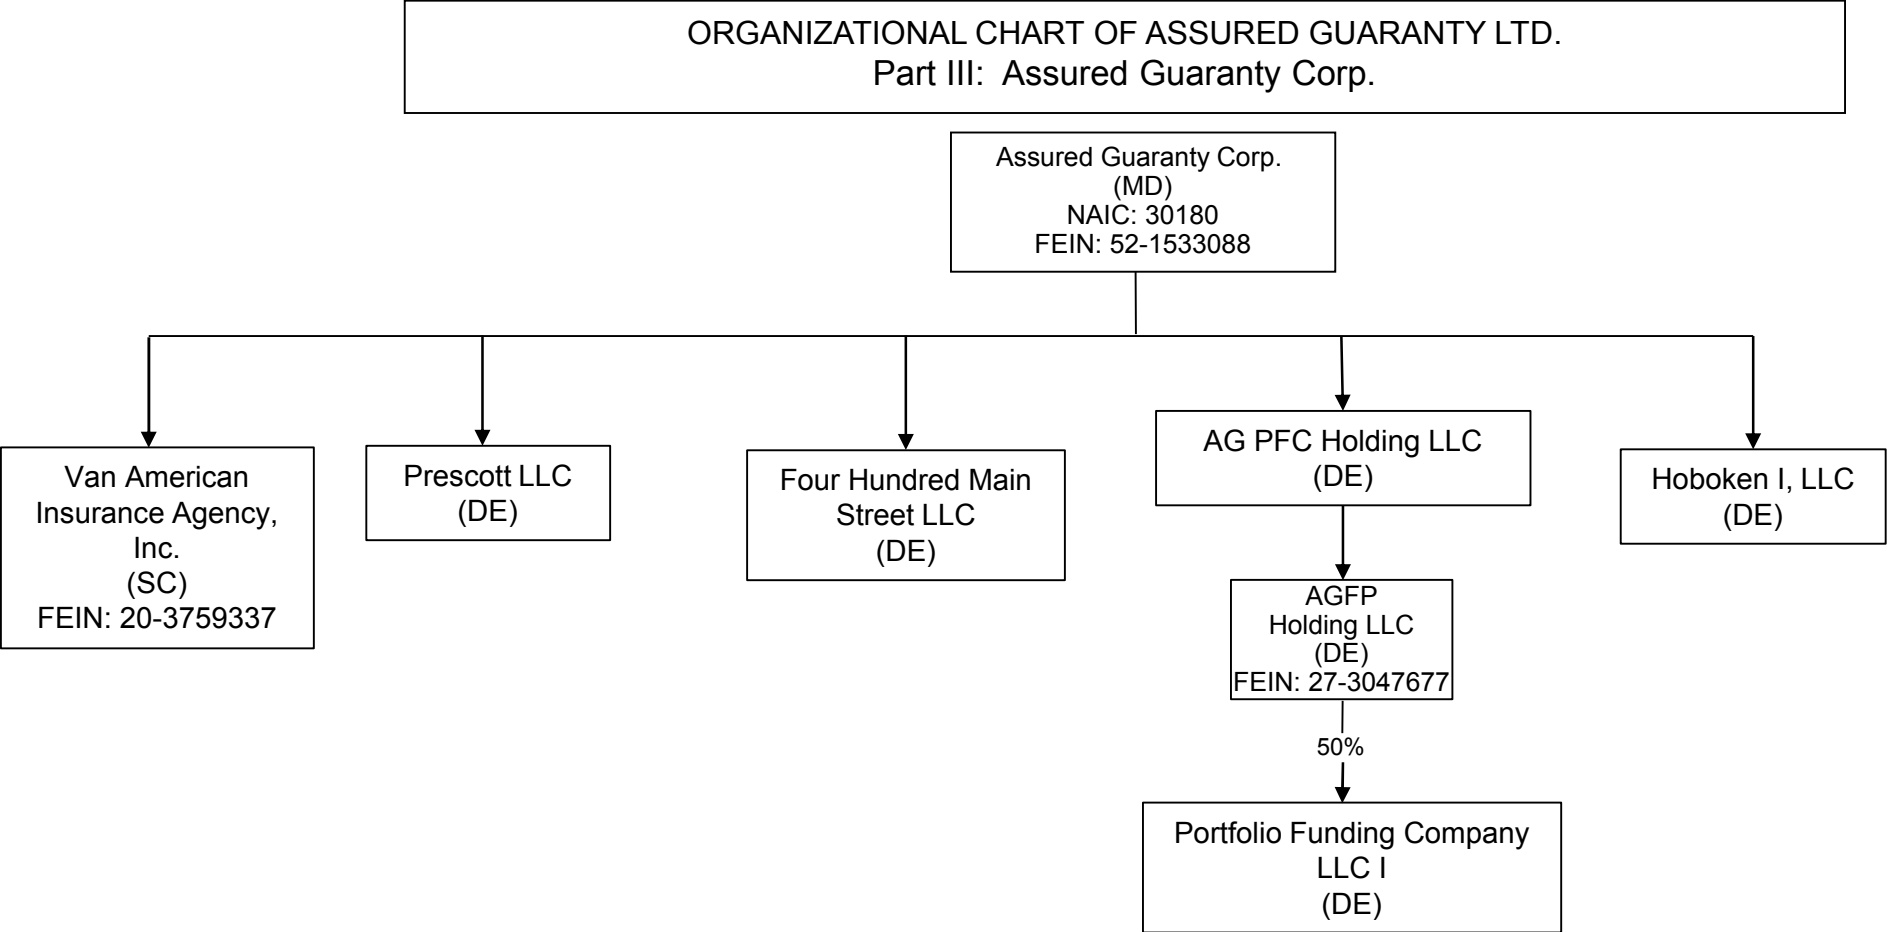 ORGANIZATIONAL CHART OF ASSURED GUARANTY LTD.
Part III: Assured Guaranty Corp.
Assured Guaranty Corp.
(MD)
NAIC: 30180
FEIN: 52-1533088
Van American
Insurance Agency,
Inc.
(SC)
FEIN: 20-3759337
Prescott LLC
(DE)
Four Hundred Main
Street LLC
(DE)
AG PFC Holding LLC
(DE)
Hoboken I, LLC
(DE)
AGFP
Holding LLC
(DE)
FEIN: 27-3047677
50%
Portfolio Funding Company
LLC I
(DE)